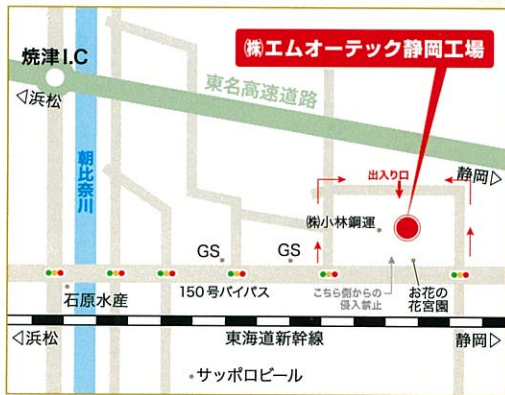 焼津I.C
㈱エムオーテック静岡工場
◁浜松
東名高速道路
静岡▷
朝比奈川
出入り口
㈱小林鋼運
GS
GS
石原水産
150号バイパス
こちら側からの
侵入禁止
お花の
花宮園
◁浜松
東海道新幹線
静岡▷
サッポロビール